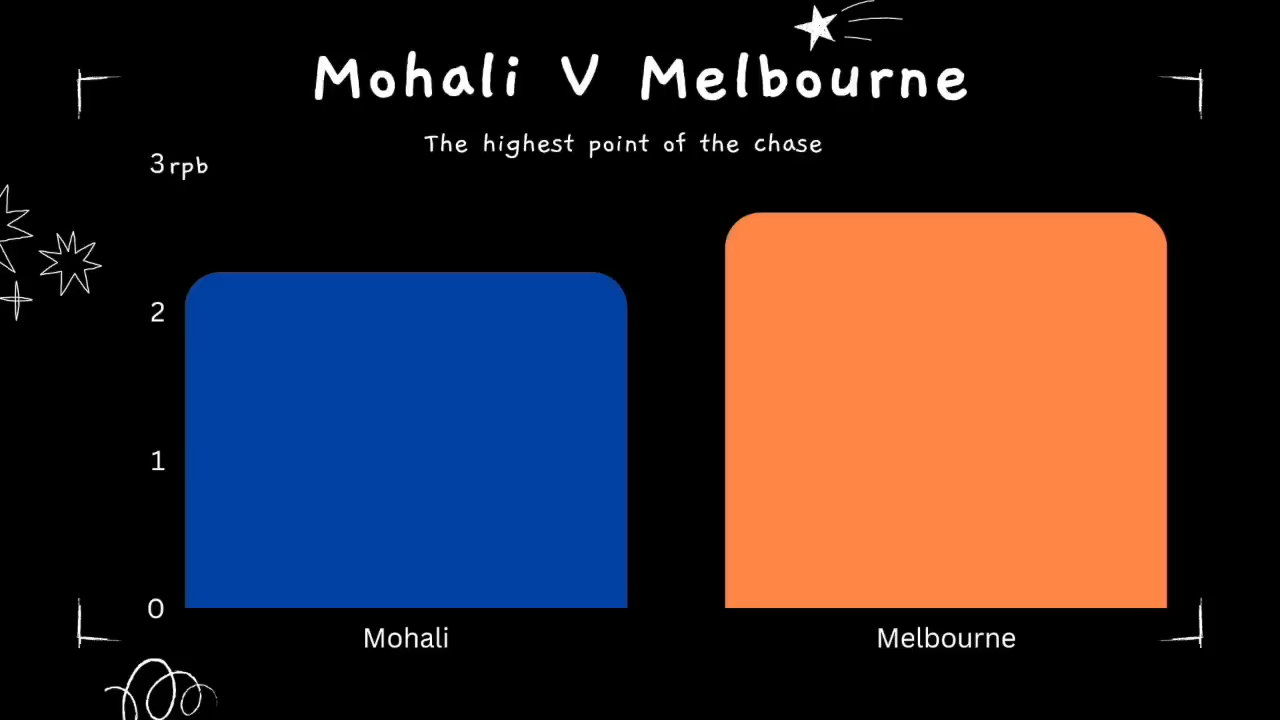 Mohali V Melbourne
The highest point of the chase
3rpb
2
1
0
Mohali
Melbourne